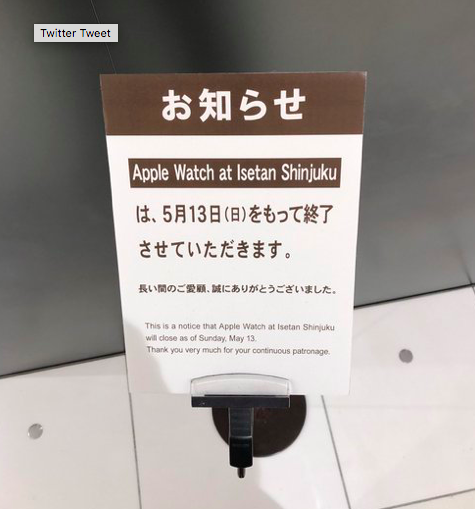 Twitter Tweet
お知らせ
Apple Watch at Isetan Shinjuku
は、5月13日(日)をもって終了
させていただきます。
長い間のご愛顧、誠にありがとうございました。
This is a notice that Apple Watch at Isetan Shinjuku
will close as of Sunday, May 13.
Thank you very much for your continuous patronage.